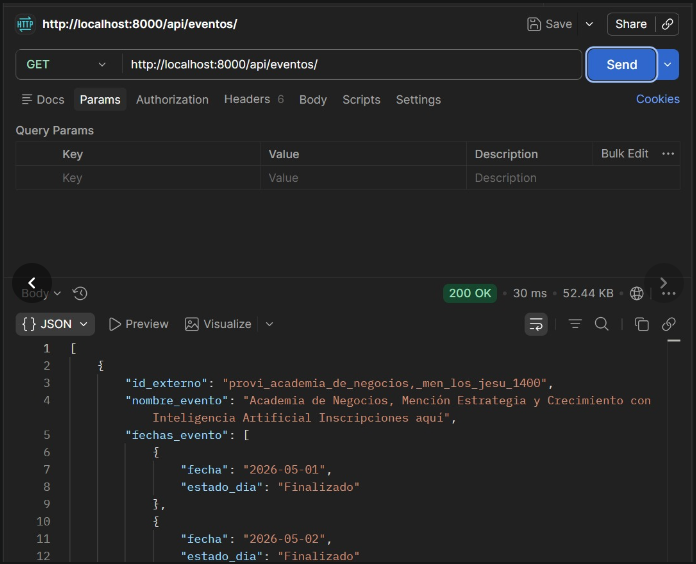 HTTP http://localhost:8000/api/eventos/ Save Share
GET http://localhost:8000/api/eventos/ Send
Docs Params Authorization Headers 6 Body Scripts Settings Cookies
Query Params
Key Value Description Bulk Edit
Key Value Description
Body 200 OK 30 ms 52.44 KB
{} JSON Preview Visualize
1 [
2 {
3 "id_externo": "provi_academia_de_negocios,_men_los_jesu_1400",
4 "nombre_evento": "Academia de Negocios, Mención Estrategia y Crecimiento con
Inteligencia Artificial Inscripciones aquí",
5 "fechas_evento": [
6 {
7 "fecha": "2026-05-01",
8 "estado_dia": "Finalizado"
9 },
10 {
11 "fecha": "2026-05-02",
12 "estado_dia": "Finalizado"